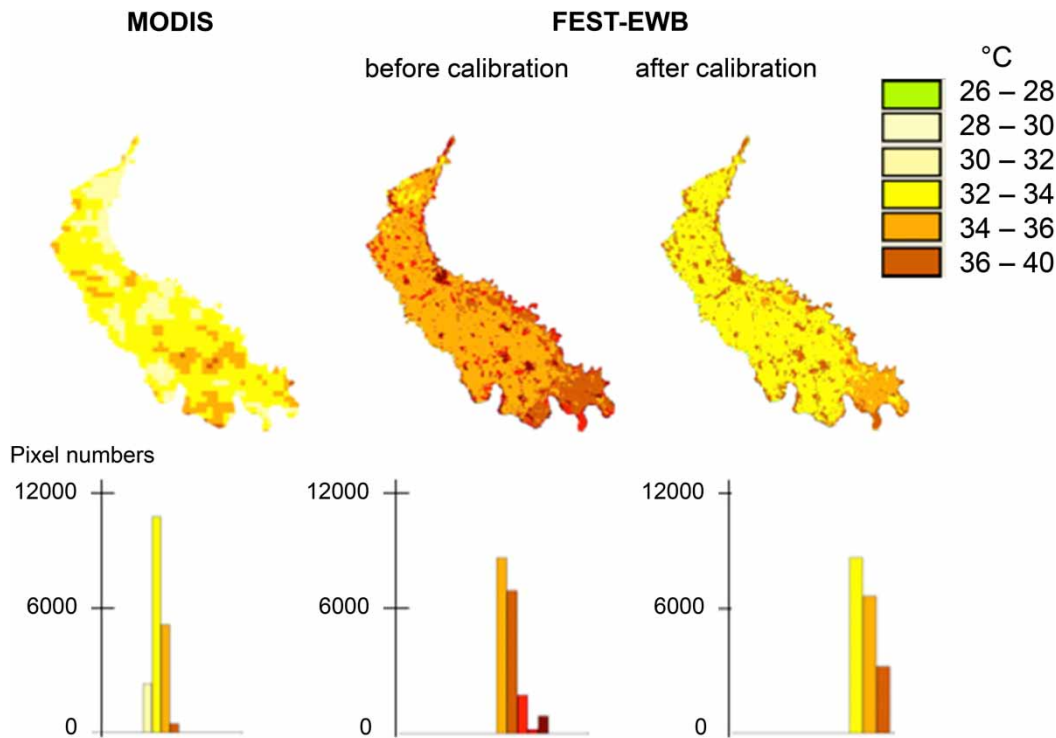 MODIS
FEST-EWB
before calibration
after calibration
°C
26 – 28
28 – 30
30 – 32
32 – 34
34 – 36
36 – 40
Pixel numbers
12000
6000
0
12000
6000
0
12000
6000
0